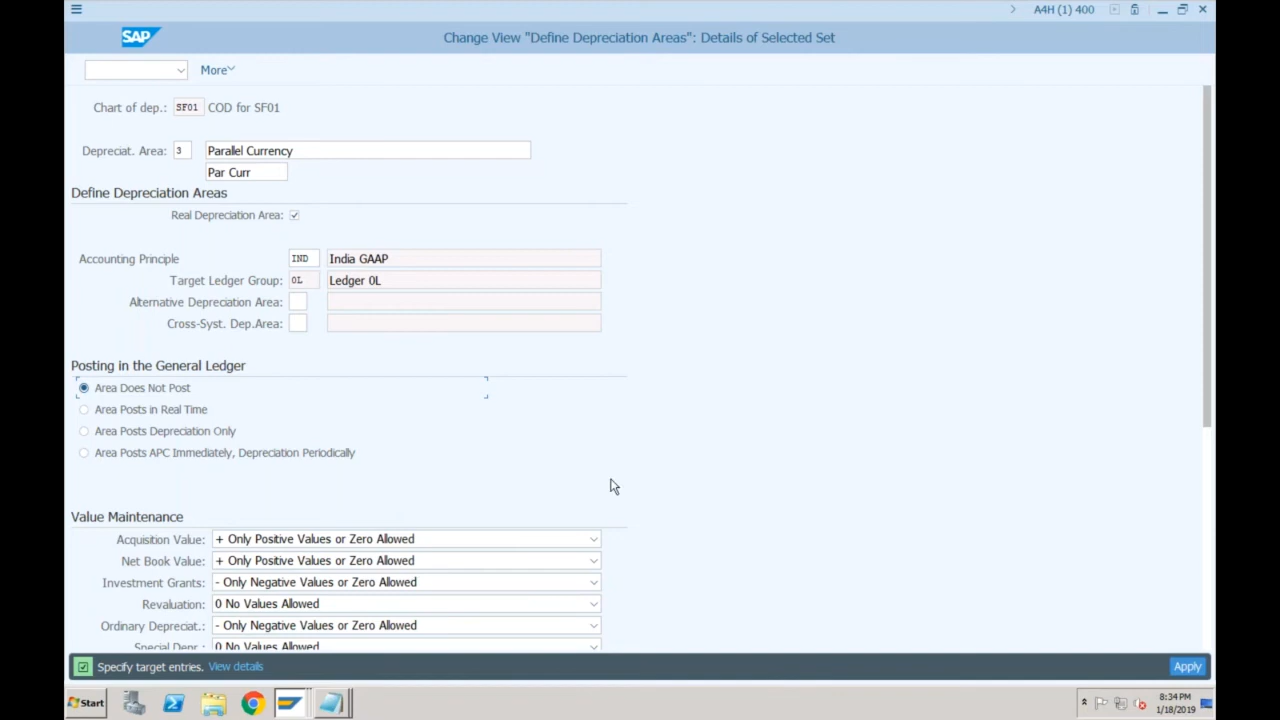 A4H (1) 400
SAP
Change View "Define Depreciation Areas": Details of Selected Set
More
Chart of dep.: SF01 COD for SF01
Depreciat. Area: 3 Parallel Currency
Par Curr
Define Depreciation Areas
Real Depreciation Area:
Accounting Principle IND India GAAP
Target Ledger Group: 0L Ledger 0L
Alternative Depreciation Area:
Cross-Syst. Dep.Area:
Posting in the General Ledger
Area Does Not Post
Area Posts in Real Time
Area Posts Depreciation Only
Area Posts APC Immediately, Depreciation Periodically
Value Maintenance
Acquisition Value: + Only Positive Values or Zero Allowed
Net Book Value: + Only Positive Values or Zero Allowed
Investment Grants: - Only Negative Values or Zero Allowed
Revaluation: 0 No Values Allowed
Ordinary Depreciat.: - Only Negative Values or Zero Allowed
Special Depr.: 0 No Values Allowed
Specify target entries. View details
Apply
Start
8:34 PM
1/18/2019